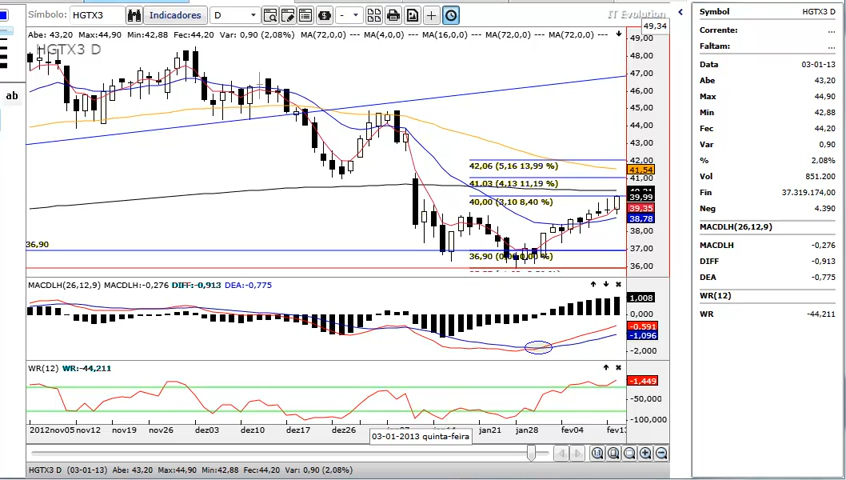 Símbolo:
HGTX3
Indicadores
D
IT Evolution
ab
Abe: 43,20 Max:44,90 Min:42,88 Fec:44,20 Var: 0,90 (2.08%) MA(72,0,0) --- MA(4,0,0) --- MA(16,0,0) --- MA(72,0,0) --- MA(72,0,0) ---
HGTX3 D
49,34
49,00
48,00
47,00
46,00
45,00
44,00
43,00
42,00
41,54
41,00
39,99
39,35
38,78
38,00
37,00
36,00
42,06 (5,16 13,99 %)
41,03 (4,13 11,19 %)
40,00 (3,10 8,40 %)
36,90
MACDLH(26,12,9) MACDLH:-0,276 DIFF:-0,913 DEA:-0,775
1,008
0,000
-0,591
-1,096
-2,000
WR(12) WR:-44,211
-1,449
-50,000
-100,000
2012nov05 nov12 nov19 nov26 dez03 dez10 dez17 dez26 jan21 jan28 fev04
03-01-2013 quinta-feira
HGTX3 D (03-01-13) Abe: 43,20 Max:44,90 Min:42,88 Fec:44,20 Var: 0,90 (2.08%)
Symbol HGTX3 D
Corrente: ...
Faltam: ...
Data 03-01-13
Abe 43,20
Max 44,90
Min 42,88
Fec 44,20
Var 0,90
% 2.08%
Vol 851.200
Fin 37.319.174,00
Neg 4.390
MACDLH(26,12,9)
MACDLH -0,276
DIFF -0,913
DEA -0,775
WR(12)
WR -44,211